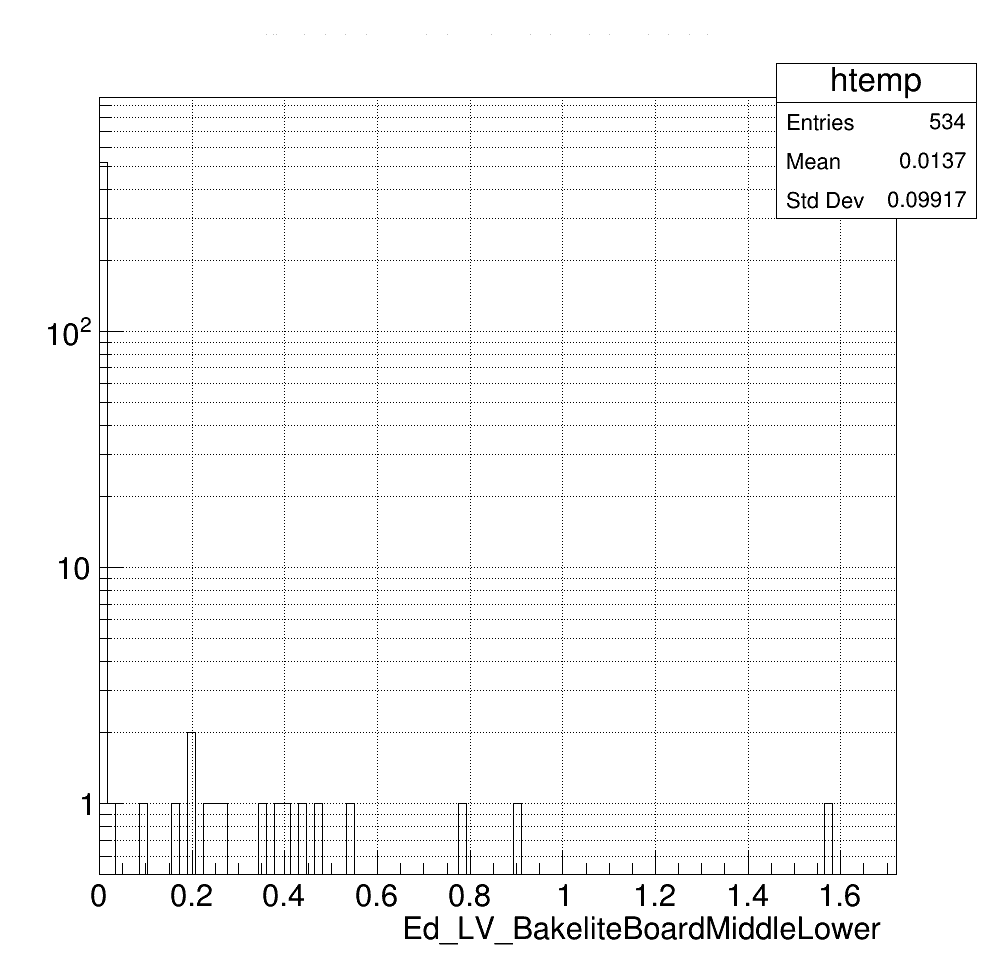 htemp
Entries 534
Mean 0.0137
Std Dev 0.09917
10²
10
1
0 0.2 0.4 0.6 0.8 1 1.2 1.4 1.6
Ed_LV_BakeliteBoardMiddleLower